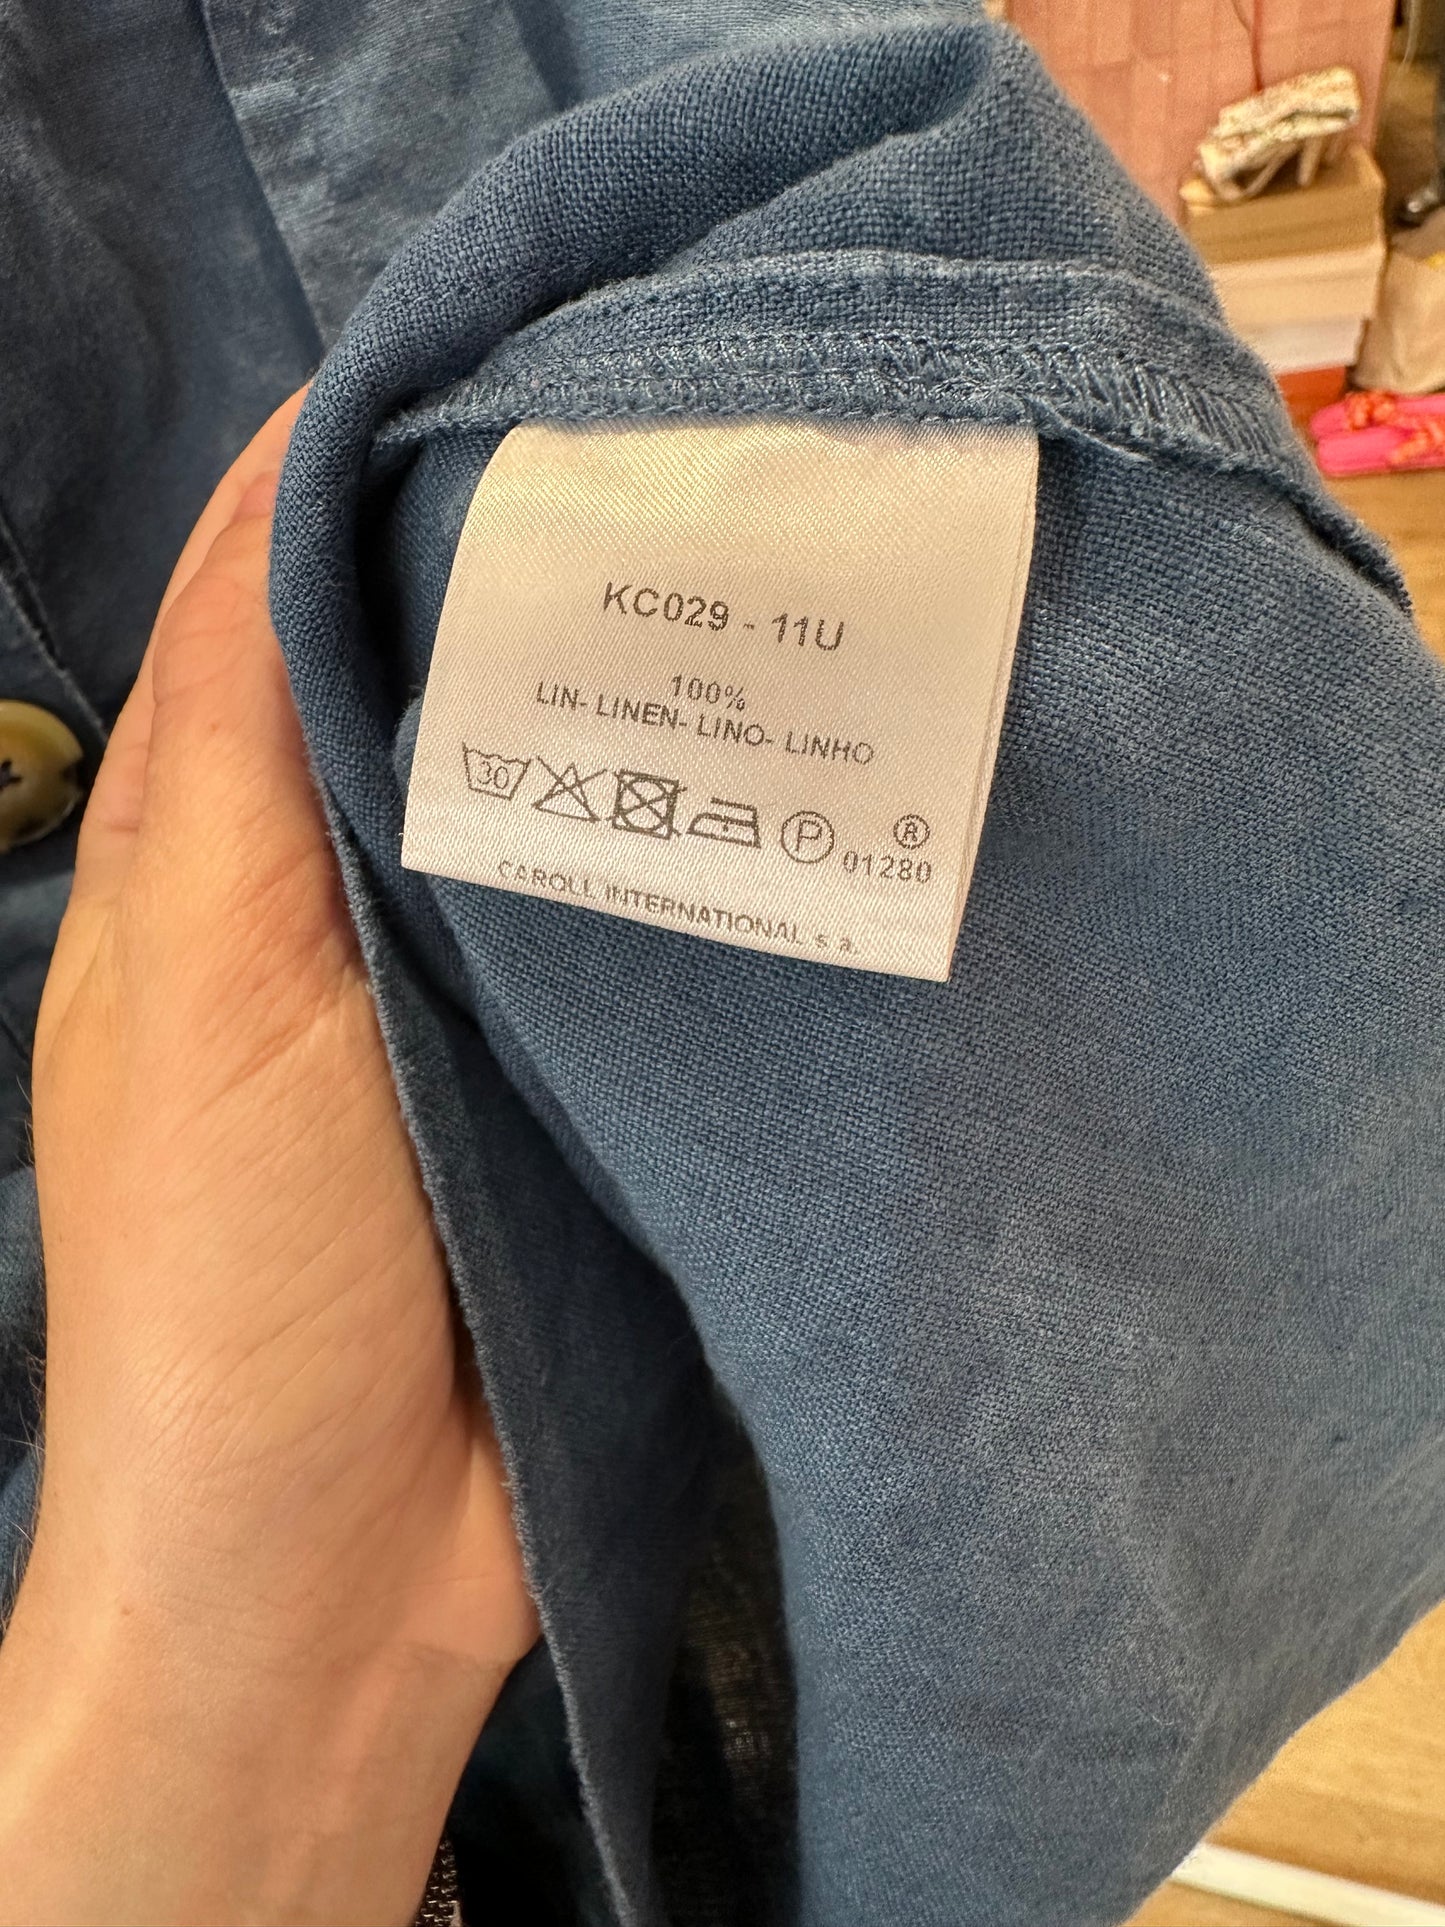 KC029 - 11U
100%
LIN- LINEN- LINO- LINHO
30
P
®
01280
CAROLL INTERNATIONAL s.a.